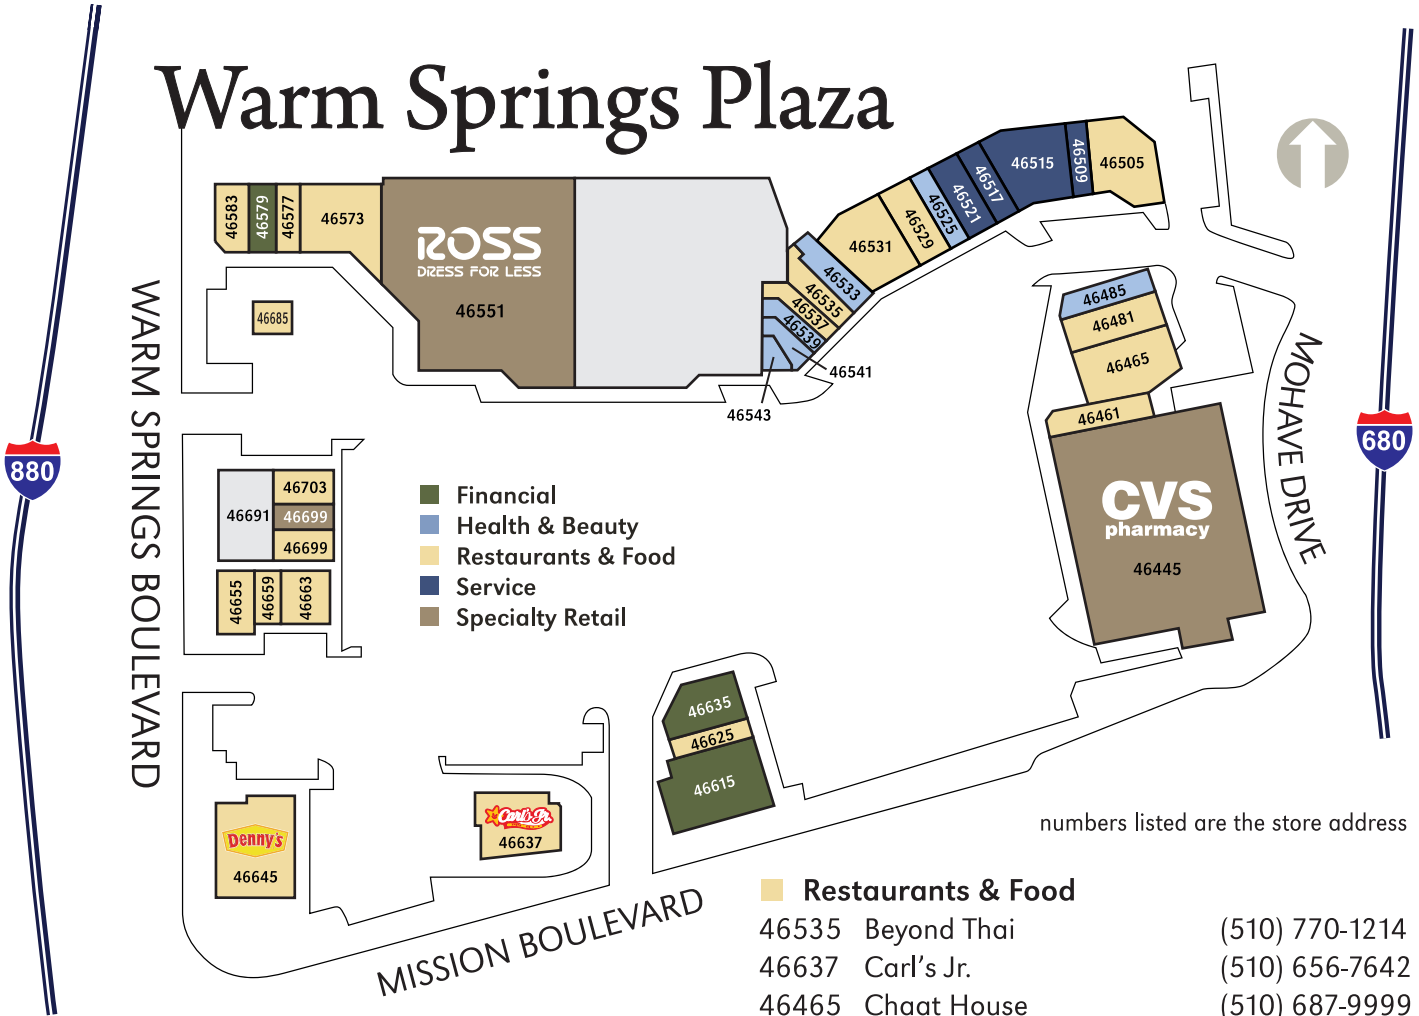 Warm Springs Plaza
46583
46579
46577
46573
ROSS
DRESS FOR LESS
46551
46685
46531
46529
46525
46521
46517
46515
46509
46505
46533
46535
46537
46539
46541
46543
46485
46481
46465
46461
CVS
pharmacy
46445
880
680
WARM SPRINGS BOULEVARD
MOHAVE DRIVE
46691
46703
46699
46699
46655
46659
46663
Financial
Health & Beauty
Restaurants & Food
Service
Specialty Retail
46635
46625
46615
Denny's
46645
Carl's Jr.
46637
MISSION BOULEVARD
numbers listed are the store address
Restaurants & Food
46535 Beyond Thai (510) 770-1214
46637 Carl's Jr. (510) 656-7642
46465 Chaat House (510) 687-9999